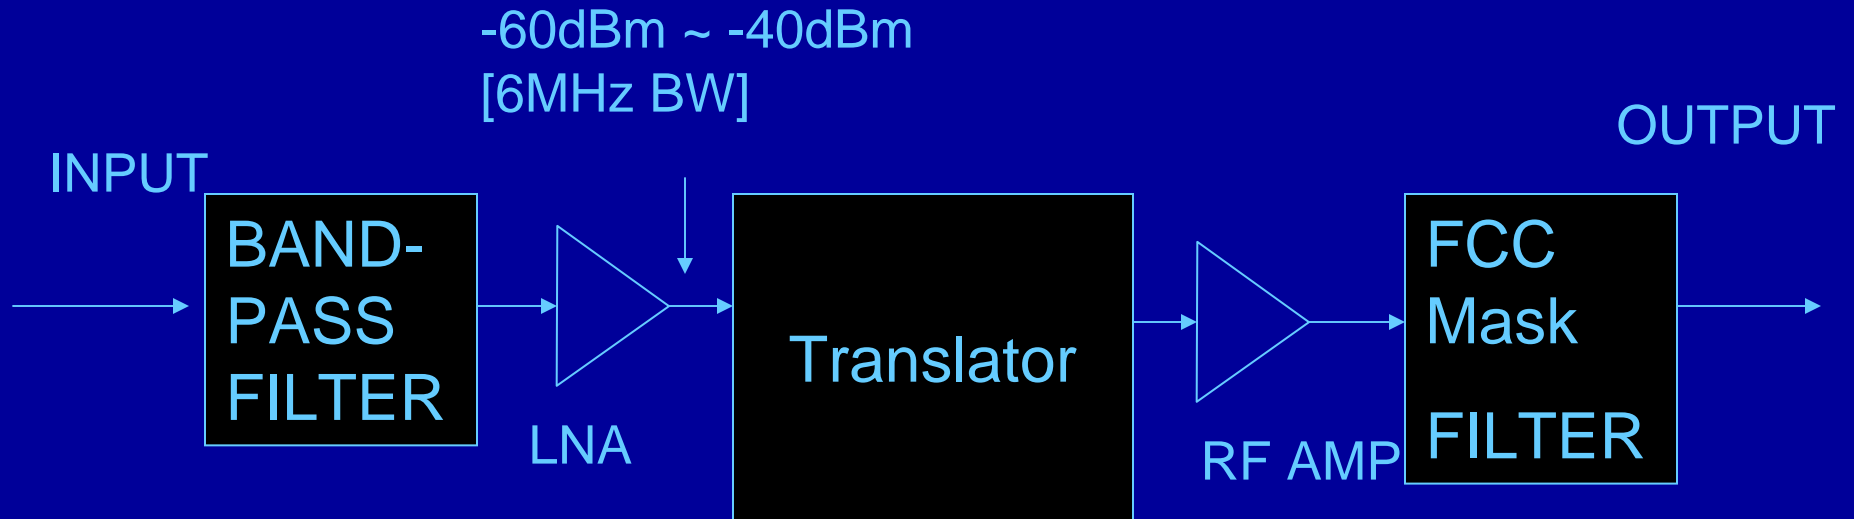 -60dBm ~ -40dBm
[6MHz BW]
OUTPUT
INPUT
BAND-
PASS
FILTER
LNA
Translator
RF AMP
FCC
Mask
FILTER